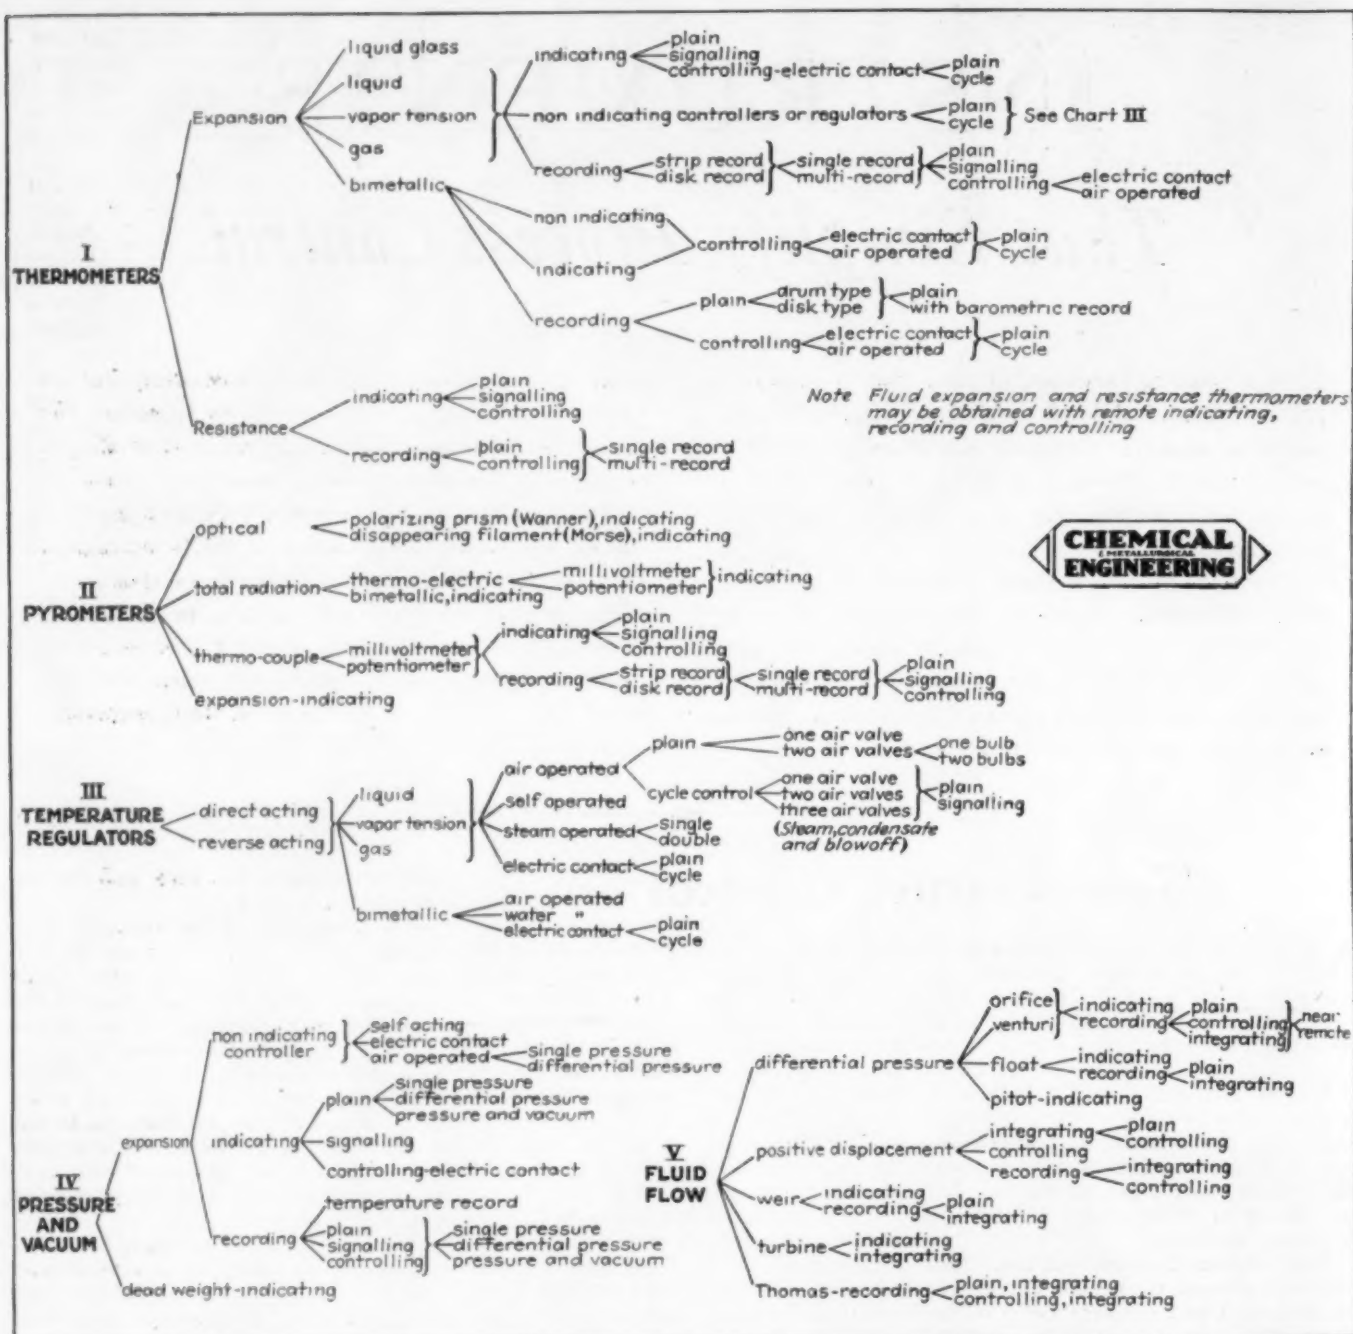 I
THERMOMETERS
Expansion
liquid glass
liquid
vapor tension
gas
bimetallic
indicating
plain
signalling
controlling-electric contact
plain
cycle
non indicating controllers or regulators
plain
cycle
See Chart III
recording
strip record
disk record
single record
multi-record
plain
signalling
controlling
electric contact
air operated
non indicating
indicating
controlling
electric contact
air operated
plain
cycle
recording
plain
drum type
disk type
plain
with barometric record
controlling
electric contact
air operated
plain
cycle
Resistance
indicating
plain
signalling
controlling
recording
plain
controlling
single record
multi-record
Note Fluid expansion and resistance thermometers
may be obtained with remote indicating,
recording and controlling
CHEMICAL
& METALLURGICAL
ENGINEERING
II
PYROMETERS
optical
polarizing prism (Wanner), indicating
disappearing filament (Morse), indicating
total radiation
thermo-electric
bimetallic, indicating
millivoltmeter
potentiometer
indicating
thermo-couple
millivoltmeter
potentiometer
indicating
plain
signalling
controlling
recording
strip record
disk record
single record
multi-record
plain
signalling
controlling
expansion-indicating
III
TEMPERATURE
REGULATORS
direct acting
reverse acting
liquid
vapor tension
gas
air operated
plain
one air valve
two air valves
one bulb
two bulbs
cycle control
one air valve
two air valves
three air valves
(Steam, condensate
and blowoff)
plain
signalling
self operated
steam operated
single
double
electric contact
plain
cycle
bimetallic
air operated
water "
electric contact
plain
cycle
IV
PRESSURE
AND
VACUUM
expansion
non indicating
controller
self acting
electric contact
air operated
single pressure
differential pressure
indicating
plain
single pressure
differential pressure
pressure and vacuum
signalling
controlling-electric contact
recording
temperature record
plain
signalling
controlling
single pressure
differential pressure
pressure and vacuum
dead weight-indicating
V
FLUID
FLOW
differential pressure
orifice
venturi
indicating
recording
plain
controlling
integrating
near
remote
float
indicating
recording
plain
integrating
pitot-indicating
positive displacement
integrating
plain
controlling
controlling
recording
integrating
controlling
weir
indicating
recording
plain
integrating
turbine
indicating
integrating
Thomas-recording
plain, integrating
controlling, integrating